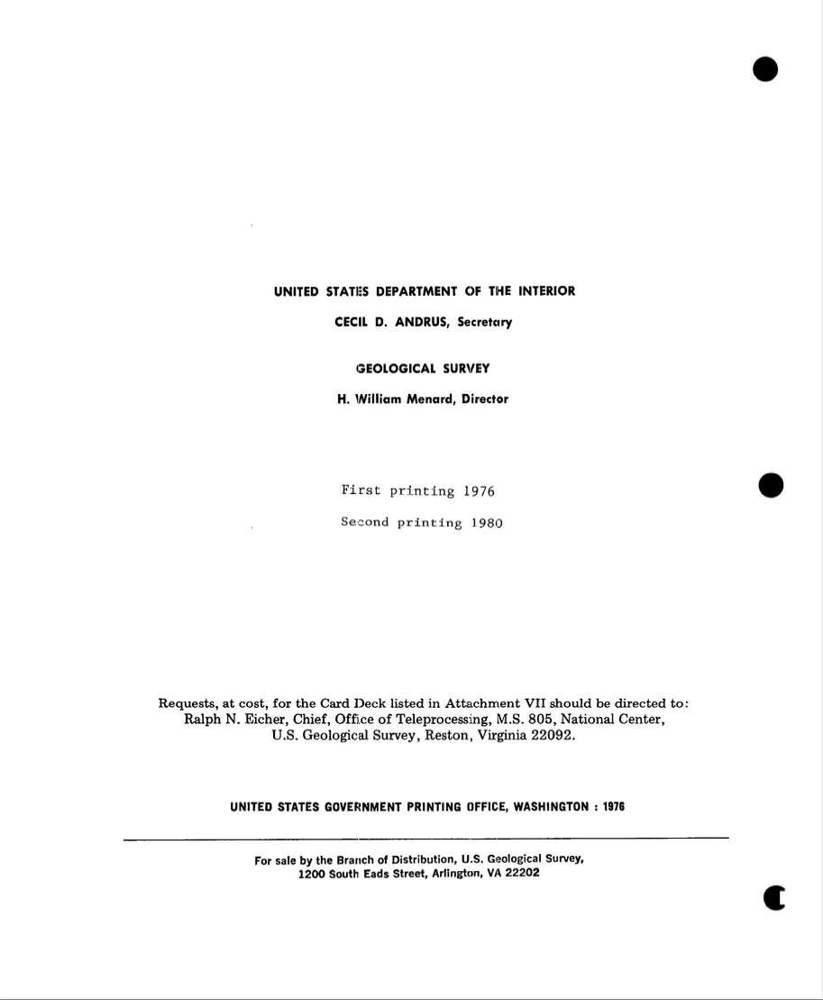 UNITED STATES DEPARTMENT OF THE INTERIOR
CECIL D. ANDRUS, Secretary
GEOLOGICAL SURVEY
H. William Menard, Director
First printing 1976
Second printing 1980
Requests, at cost, for the Card Deck listed in Attachment VII should be directed to:
Ralph N. Eicher, Chief, Office of Teleprocessing, M.S. 805, National Center,
U.S. Geological Survey, Reston, Virginia 22092.
UNITED STATES GOVERNMENT PRINTING OFFICE, WASHINGTON : 1976
For sale by the Branch of Distribution, U.S. Geological Survey,
1200 South Eads Street, Arlington, VA 22202